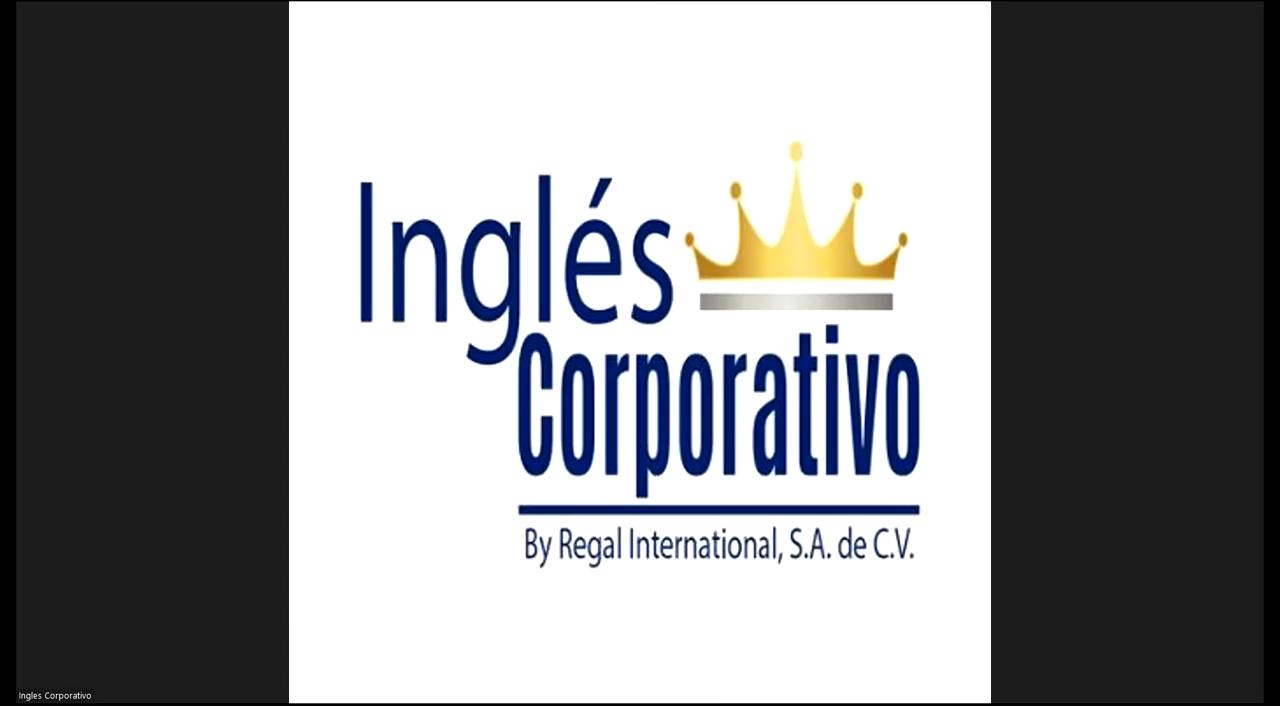 Inglés
Corporativo
By Regal International, S.A. de C.V.
Ingles Corporativo